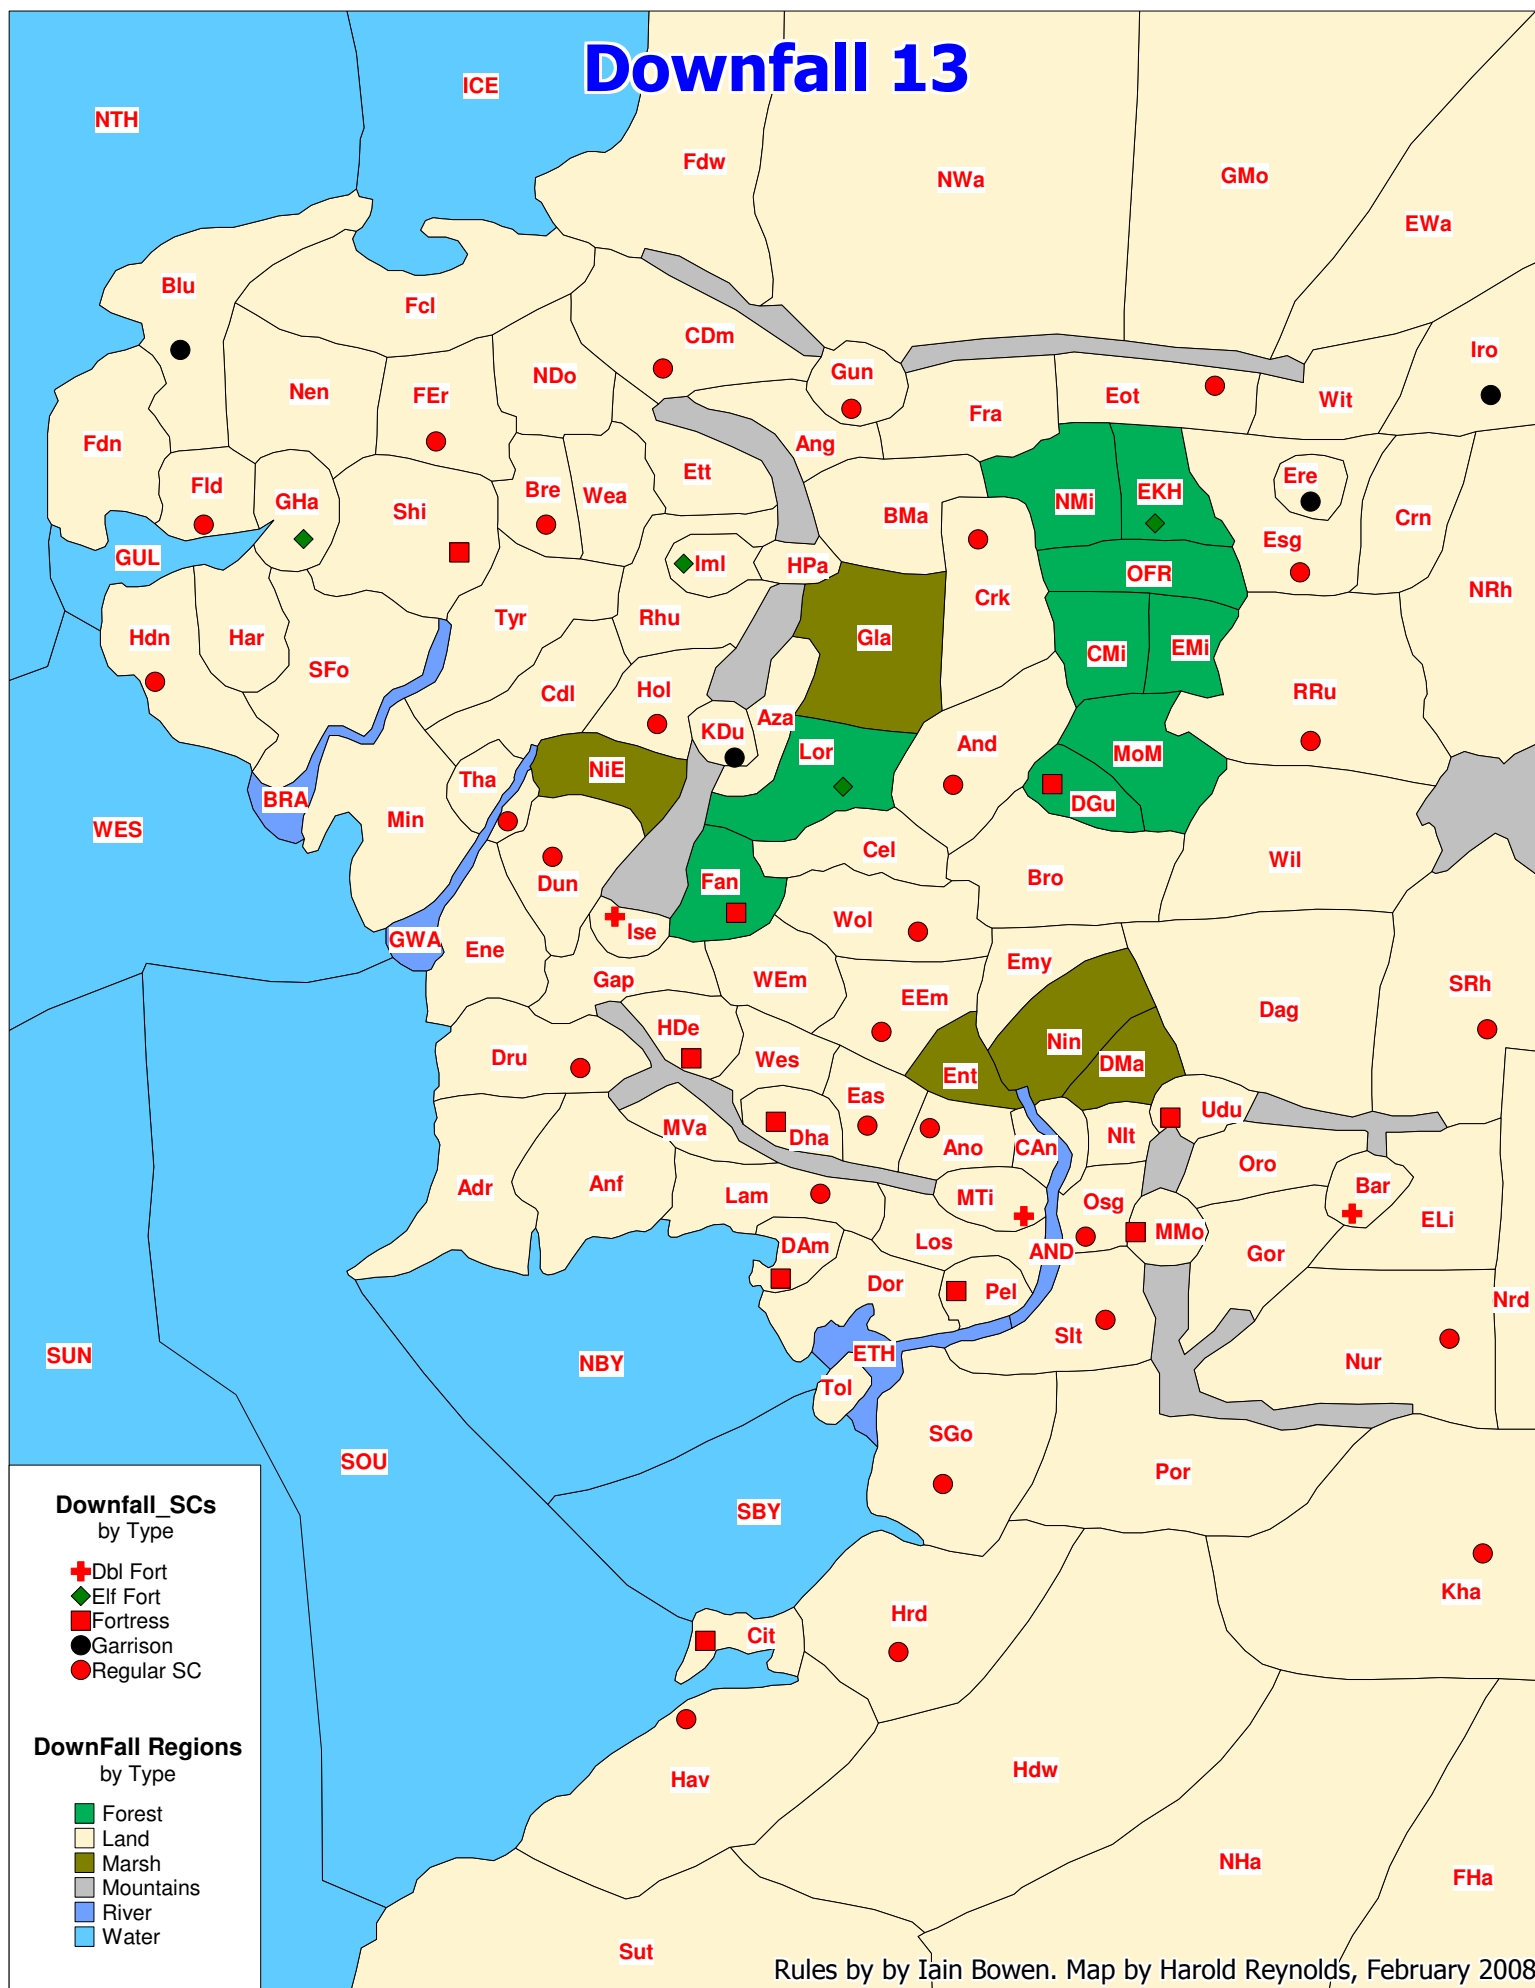 Downfall 13
ICE
NTH
Fdw
NWa
GMo
EWa
Blu
Fcl
CDm
Iro
Gun
NDo
Nen
FEr
Eot
Wit
Fra
Fdn
Ang
Ett
Ere
Fld
GHa
Bre
Wea
EKH
NMi
Shi
BMa
Crn
Esg
GUL
Iml
HPa
OFR
NRh
Crk
Tyr
Rhu
Hdn
Har
Gla
EMi
CMi
SFo
Cdl
Hol
RRu
Aza
KDu
And
Lor
MoM
NiE
Tha
BRA
DGu
Min
WES
Cel
Wil
Fan
Bro
Dun
Wol
Ise
GWA
Ene
Emy
Gap
WEm
SRh
EEm
Dag
HDe
Nin
Dru
Wes
DMa
Ent
Eas
Udu
MVa
Dha
NIt
Ano
CAn
Oro
Anf
Adr
Bar
Lam
MTi
Osg
ELi
MMo
DAm
Los
AND
Gor
Dor
Pel
Nrd
SIt
SUN
NBY
ETH
Nur
Tol
SGo
SOU
Por
SBY
Downfall_SCs
by Type
Dbl Fort
Elf Fort
Fortress
Garrison
Regular SC
Kha
Hrd
Cit
DownFall Regions
by Type
Hdw
Hav
Forest
Land
Marsh
Mountains
River
Water
NHa
FHa
Sut
Rules by by Iain Bowen. Map by Harold Reynolds, February 2008